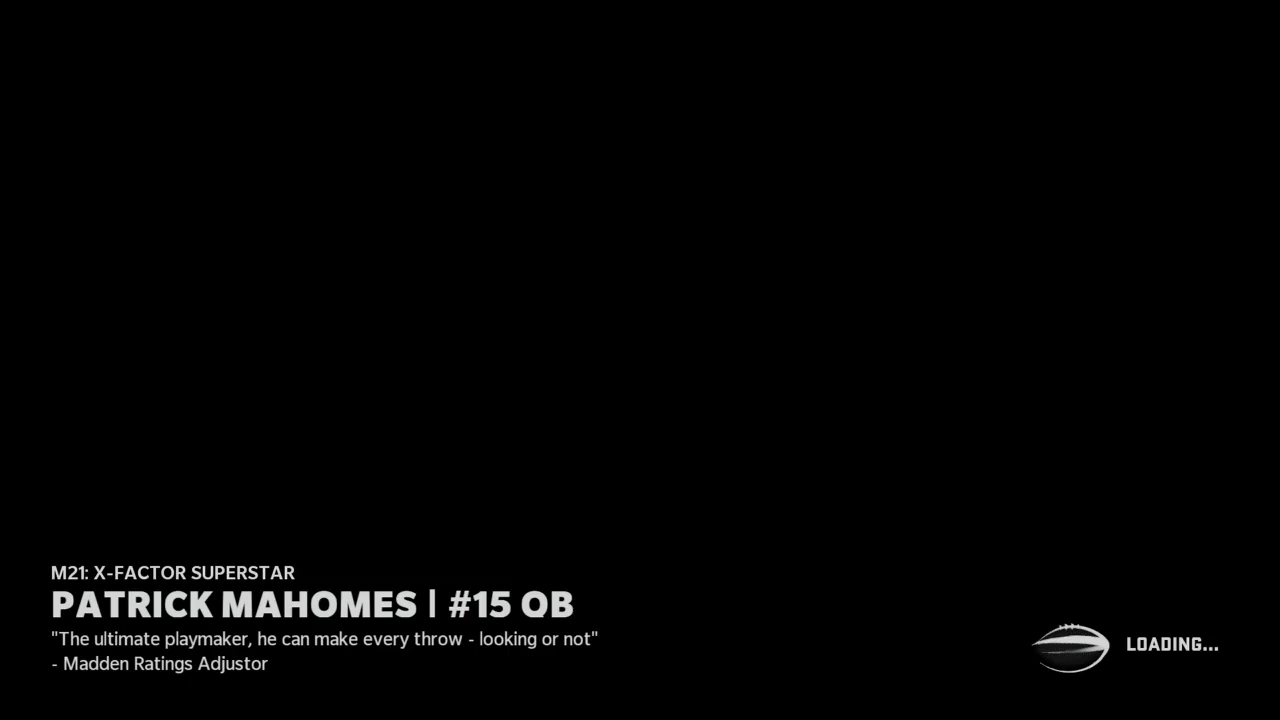 M21: X-FACTOR SUPERSTAR
PATRICK MAHOMES | #15 QB
"The ultimate playmaker, he can make every throw - looking or not"
- Madden Ratings Adjustor
LOADING...